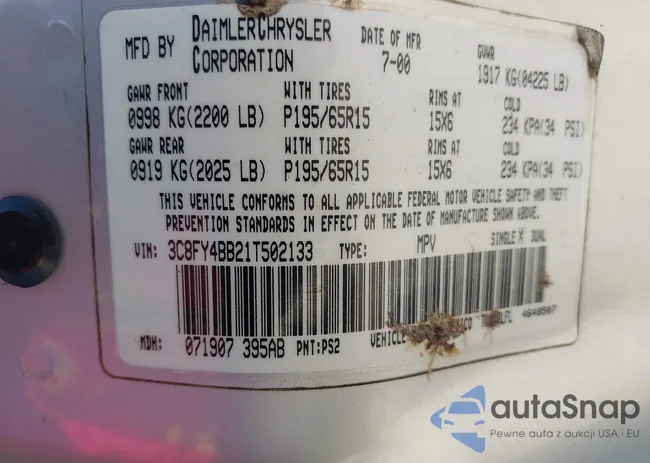 MFD BY DAIMLERCHRYSLER CORPORATION DATE OF MFR 7-00 GVWR 1917 KG(04225 LB)
GAWR FRONT WITH TIRES RIMS AT COLD
0998 KG(2200 LB) P195/65R15 15X6 234 KPA(34 PSI)
GAWR REAR WITH TIRES RIMS AT COLD
0919 KG(2025 LB) P195/65R15 15X6 234 KPA(34 PSI)
THIS VEHICLE CONFORMS TO ALL APPLICABLE FEDERAL MOTOR VEHICLE SAFETY AND THEFT
PREVENTION STANDARDS IN EFFECT ON THE DATE OF MANUFACTURE SHOWN ABOVE.
VIN: 3C8FY4BB21T502133 TYPE: MPV SINGLE X DUAL
MDH: 071907 395AB PNT:PS2 VEHICLE 4648507
autaSnap
Pewne auta z aukcji USA i EU